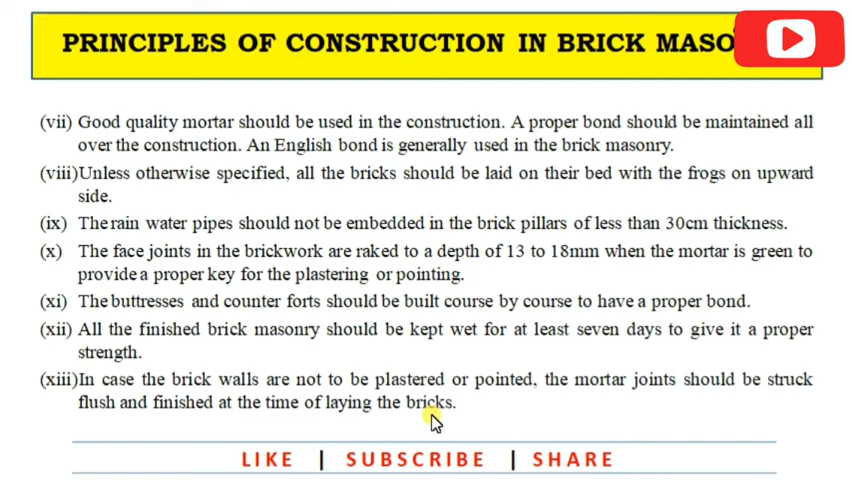 PRINCIPLES OF CONSTRUCTION IN BRICK
(vii) Good quality mortar should be used in the construction. A proper bond should be maintained all
over the construction. An English bond is generally used in the brick masonry.
(viii)Unless otherwise specified, all the bricks should be laid on their bed with the frogs on upward
side.
(ix) The rain water pipes should not be embedded in the brick pillars of less than 30cm thickness.
(x) The face joints in the brickwork are raked to a depth of 13 to 18mm when the mortar is green to
provide a proper key for the plastering or pointing.
(xi) The buttresses and counter forts should be built course by course to have a proper bond.
(xii) All the finished brick masonry should be kept wet for at least seven days to give it a proper
strength.
(xiii)In case the brick walls are not to be plastered or pointed, the mortar joints should be struck
flush and finished at the time of laying the bricks.
LIKE | SUBSCRIBE | SHARE